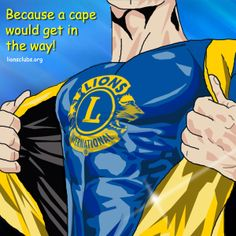 Because a cape
would get in
the way!
lionsclubs.org
LIONS
L
INTERNATIONAL